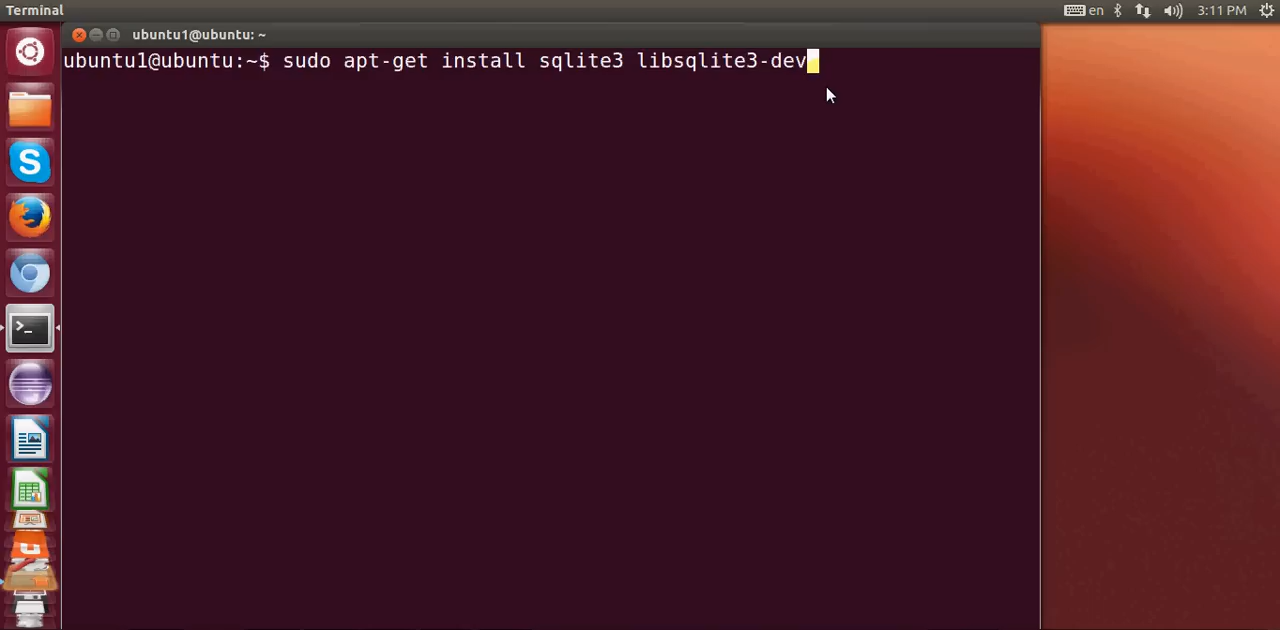 Terminal
en
3:11 PM
ubuntu1@ubuntu: ~
ubuntu1@ubuntu:~$ sudo apt-get install sqlite3 libsqlite3-dev